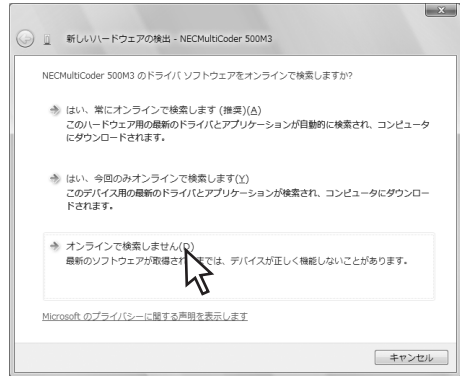 新しいハードウェアの検出 - NECMultiCoder 500M3
NECMultiCoder 500M3 のドライバ ソフトウェアをオンラインで検索しますか?
はい、常にオンラインで検索します (推奨)(A)
このハードウェア用の最新のドライバとアプリケーションが自動的に検索され、コンピュータ
にダウンロードされます。
はい、今回のみオンラインで検索します(Y)
このデバイス用の最新のドライバとアプリケーションが検索され、コンピュータにダウンロー
ドされます。
オンラインで検索しません(D)
最新のソフトウェアが取得され では、デバイスが正しく機能しないことがあります。
Microsoft のプライバシーに関する声明を表示します
キャンセル